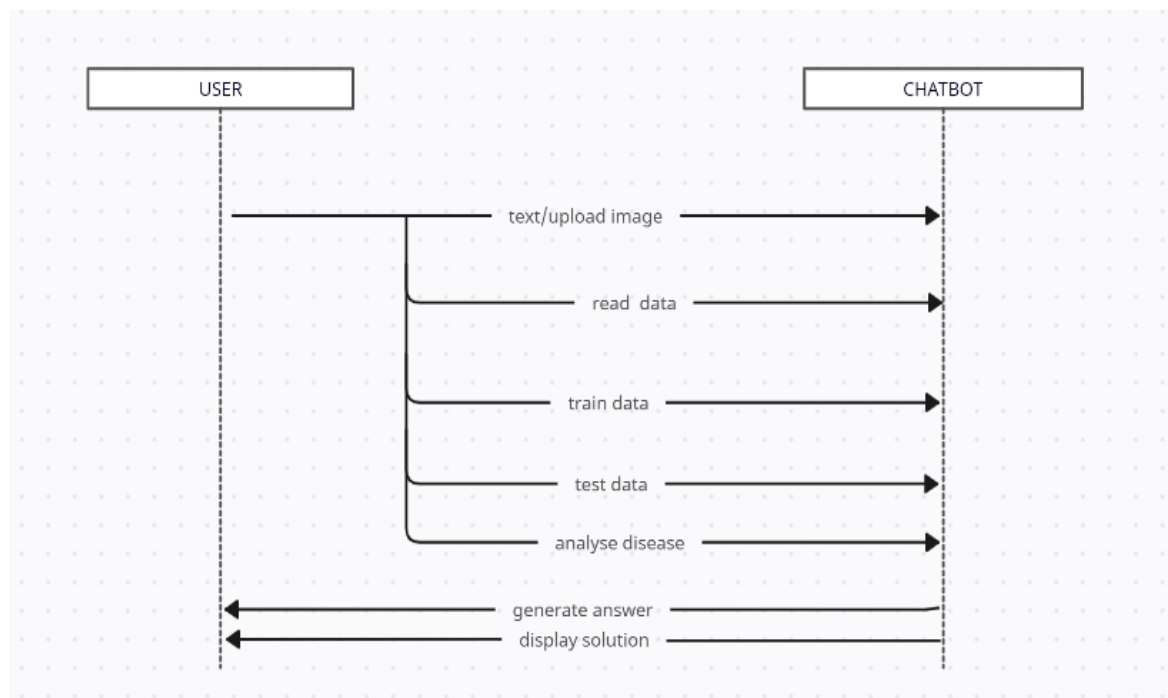 USER
CHATBOT
text/upload image
read data
train data
test data
analyse disease
generate answer
display solution